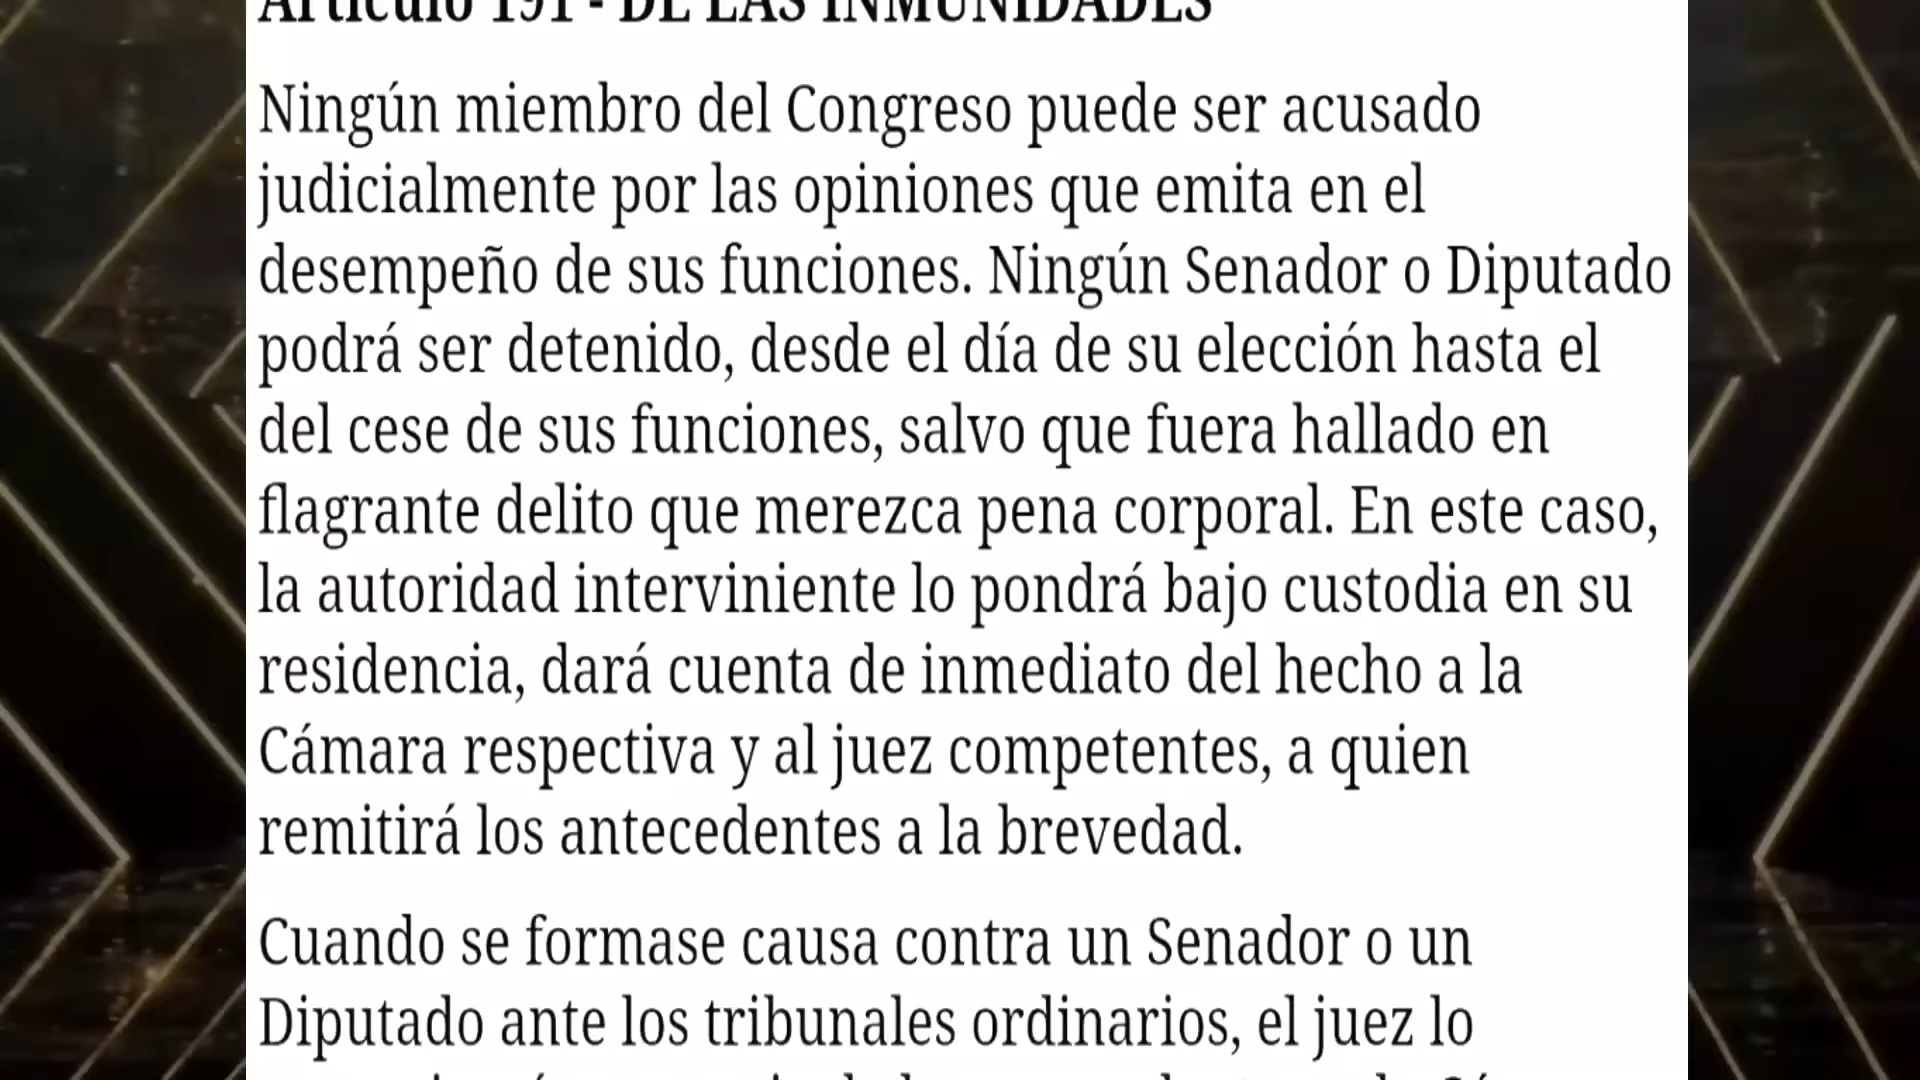 Artículo 191 - DE LAS INMUNIDADES
Ningún miembro del Congreso puede ser acusado
judicialmente por las opiniones que emita en el
desempeño de sus funciones. Ningún Senador o Diputado
podrá ser detenido, desde el día de su elección hasta el
del cese de sus funciones, salvo que fuera hallado en
flagrante delito que merezca pena corporal. En este caso,
la autoridad interviniente lo pondrá bajo custodia en su
residencia, dará cuenta de inmediato del hecho a la
Cámara respectiva y al juez competentes, a quien
remitirá los antecedentes a la brevedad.
Cuando se formase causa contra un Senador o un
Diputado ante los tribunales ordinarios, el juez lo